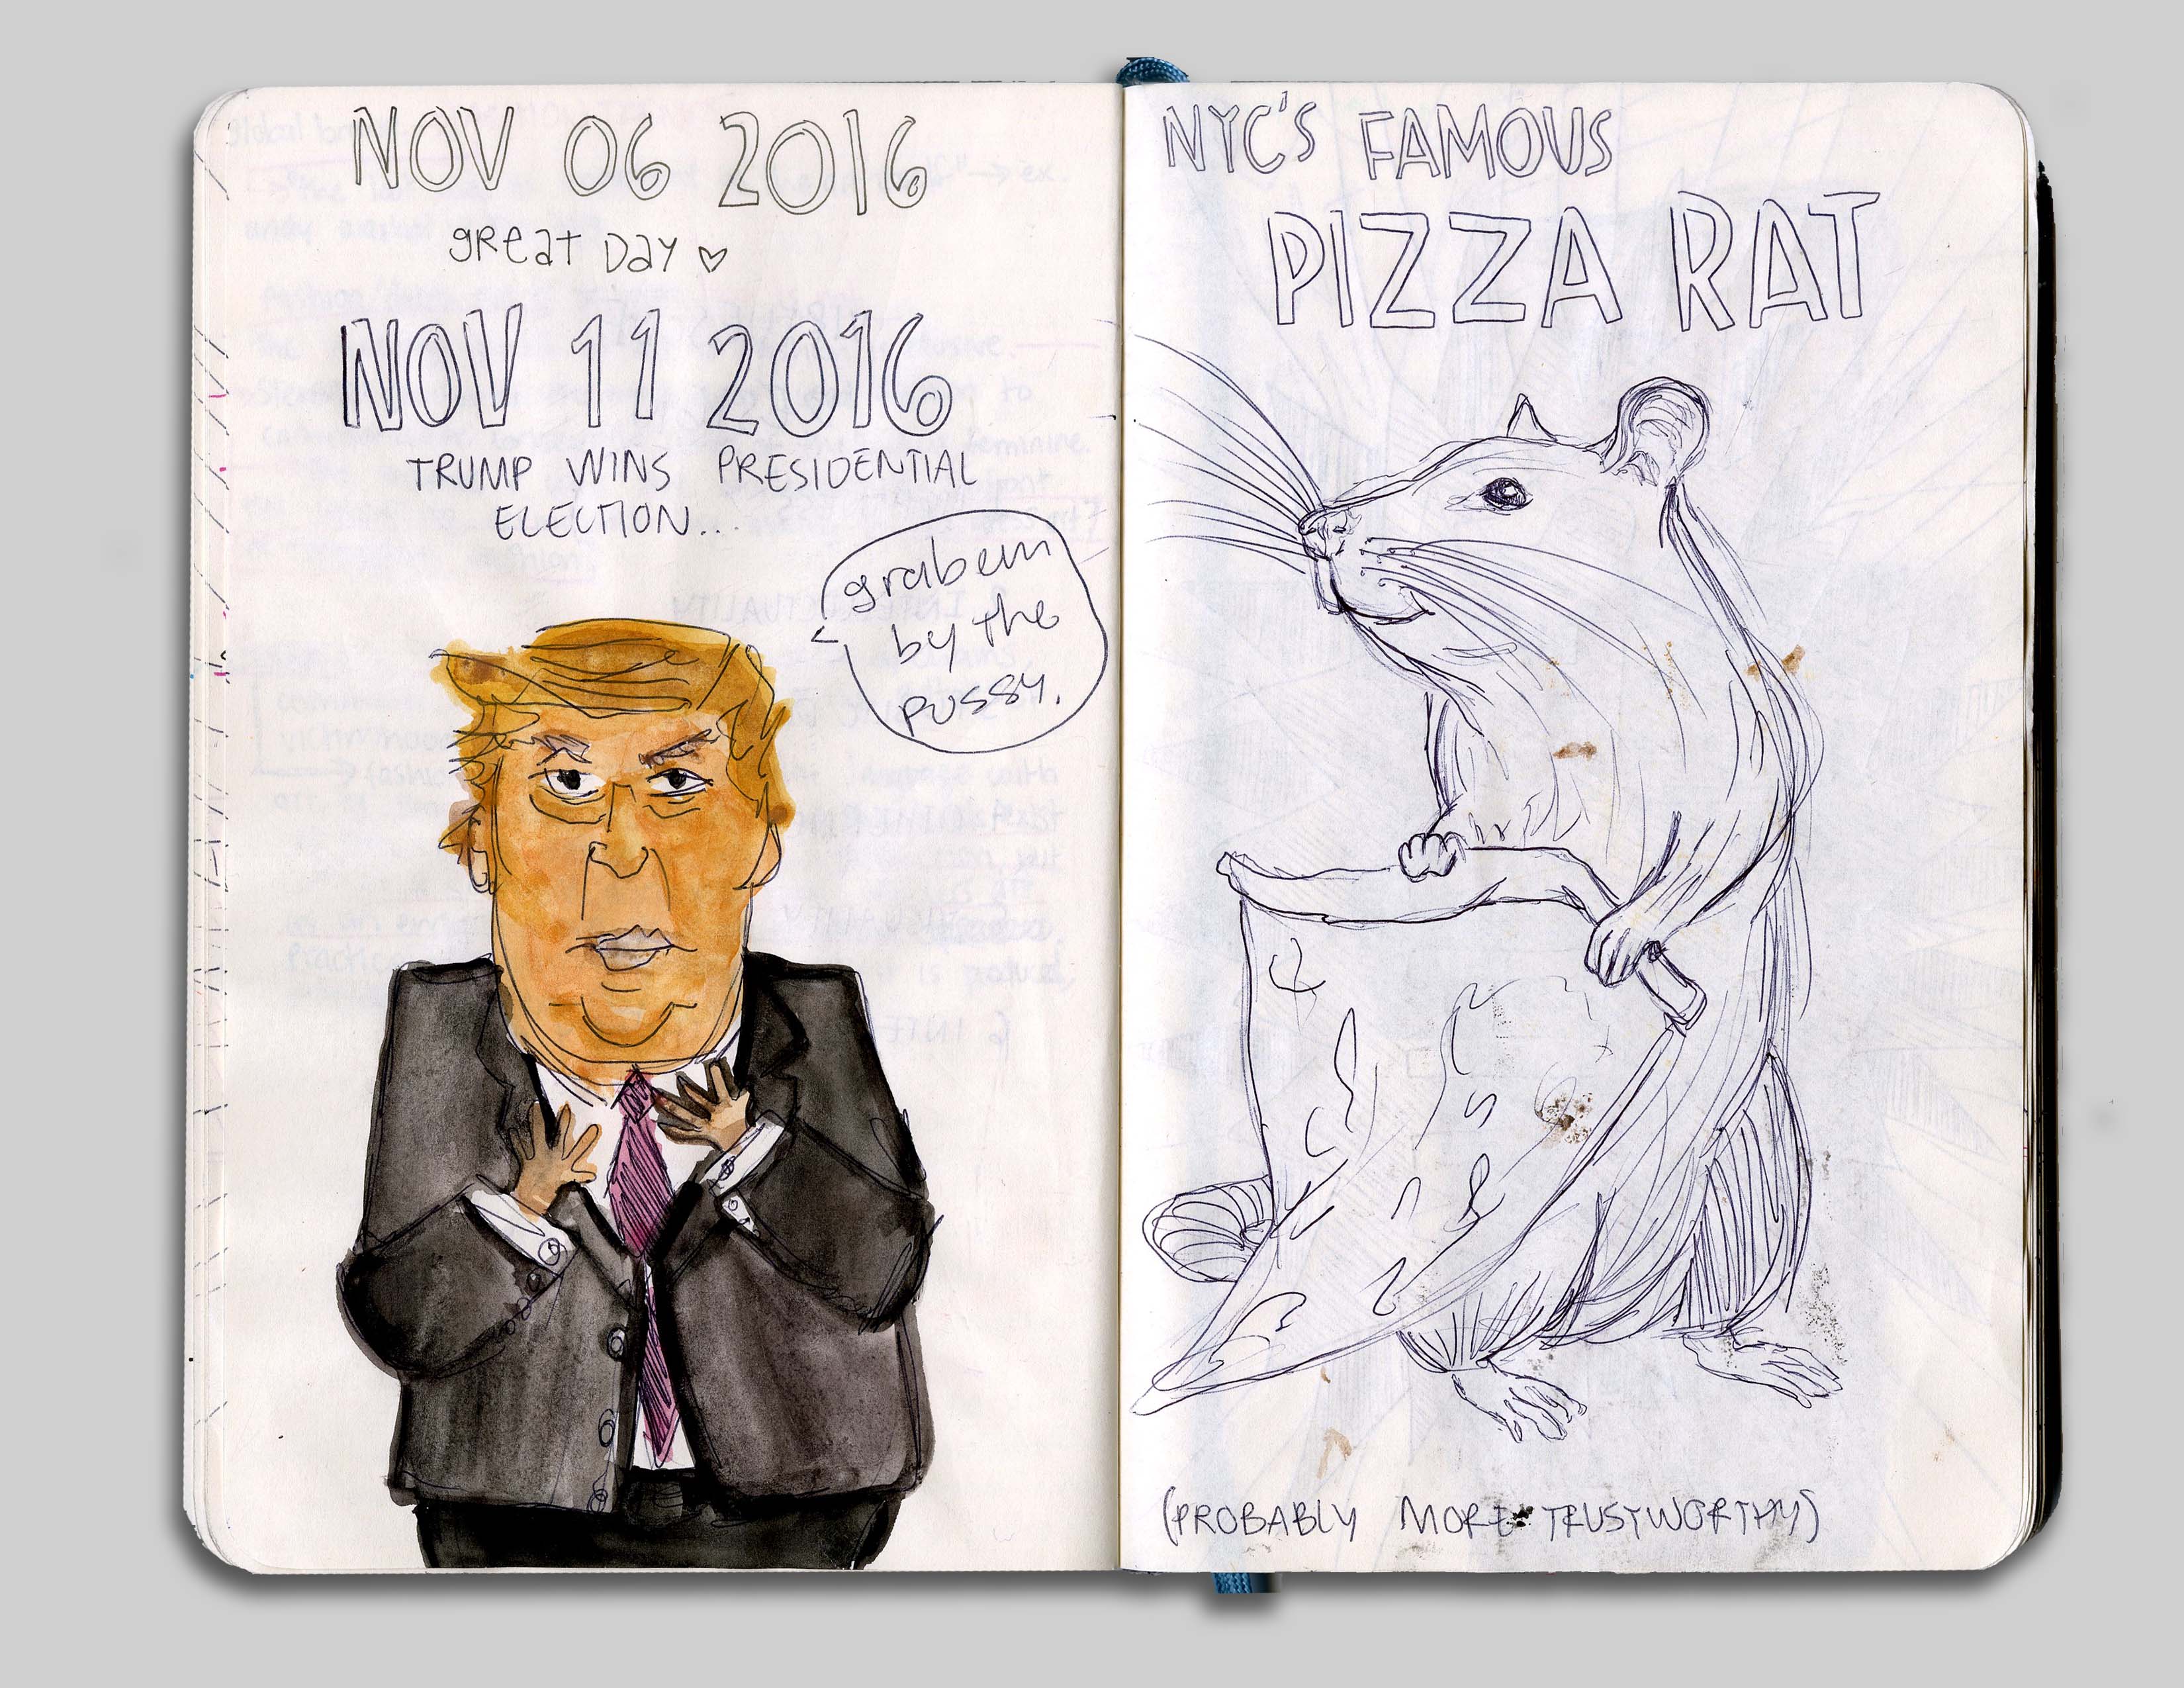 NOV 06 2016
great DAY ♡
NOV 11 2016
TRUMP WINS PRESIDENTIAL
ELECTION...
grabem
by the
pussy.
NYC'S FAMOUS
PIZZA RAT
(PROBABLY MORE TRUSTWORTHY)